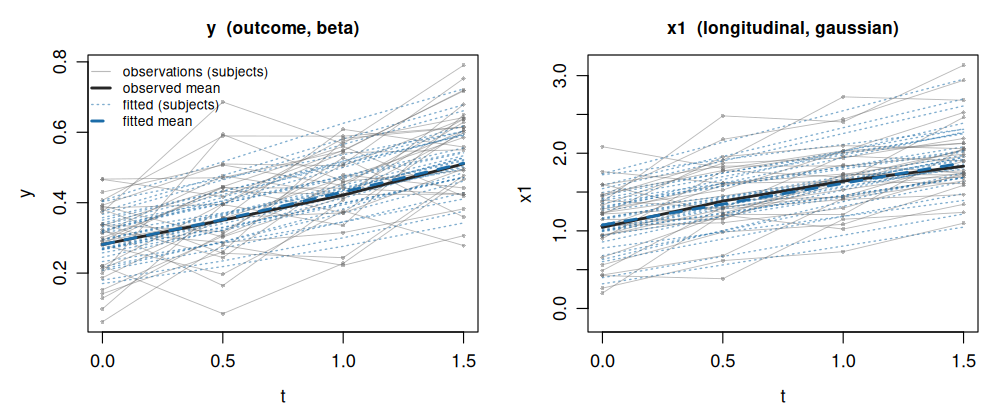 y (outcome, beta)
0.8
0.6
0.4
0.2
y
observations (subjects)
observed mean
fitted (subjects)
fitted mean
0.0 0.5 1.0 1.5
t
x1 (longitudinal, gaussian)
3.0
2.0
1.0
0.0
x1
0.0 0.5 1.0 1.5
t